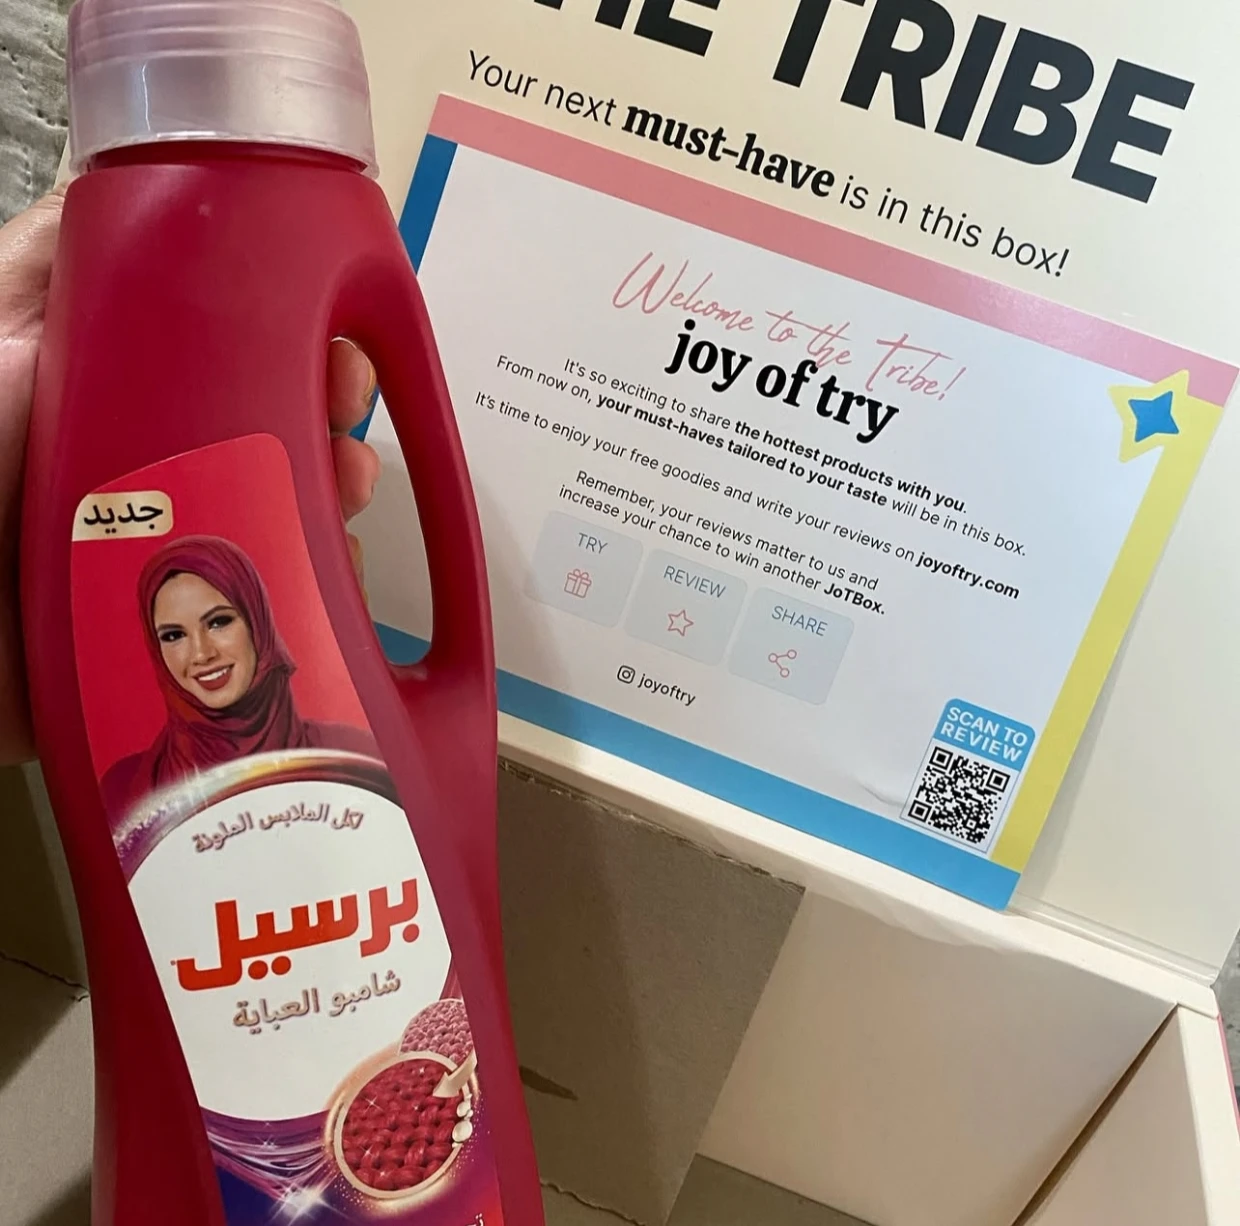 HE TRIBE
Your next must-have is in this box!
Welcome to the Tribe!
joy of try
It's so exciting to share the hottest products with you.
From now on, your must-haves tailored to your taste will be in this box.
It's time to enjoy your free goodies and write your reviews on joyoftry.com
Remember, your reviews matter to us and
increase your chance to win another JoTBox.
TRY
REVIEW
SHARE
joyoftry
SCAN TO
REVIEW
جديد
لكل الملابس الملونة
برسيل
شامبو العباية